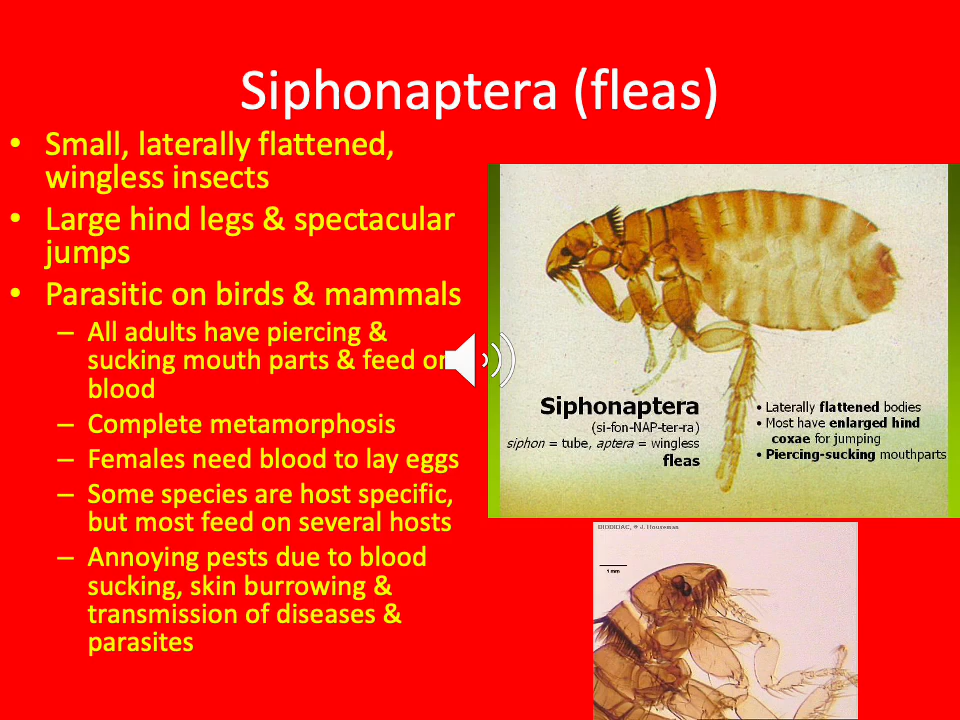 Siphonaptera (fleas)
• Small, laterally flattened,
wingless insects
• Large hind legs & spectacular
jumps
• Parasitic on birds & mammals
– All adults have piercing &
sucking mouth parts & feed on
blood
– Complete metamorphosis
– Females need blood to lay eggs
– Some species are host specific,
but most feed on several hosts
– Annoying pests due to blood
sucking, skin burrowing &
transmission of diseases &
parasites
Siphonaptera
(si-fon-NAP-ter-ra)
siphon = tube, aptera = wingless
fleas
• Laterally flattened bodies
• Most have enlarged hind
coxae for jumping
• Piercing-sucking mouthparts
BIODIDAC, © J. Houseman
1 mm